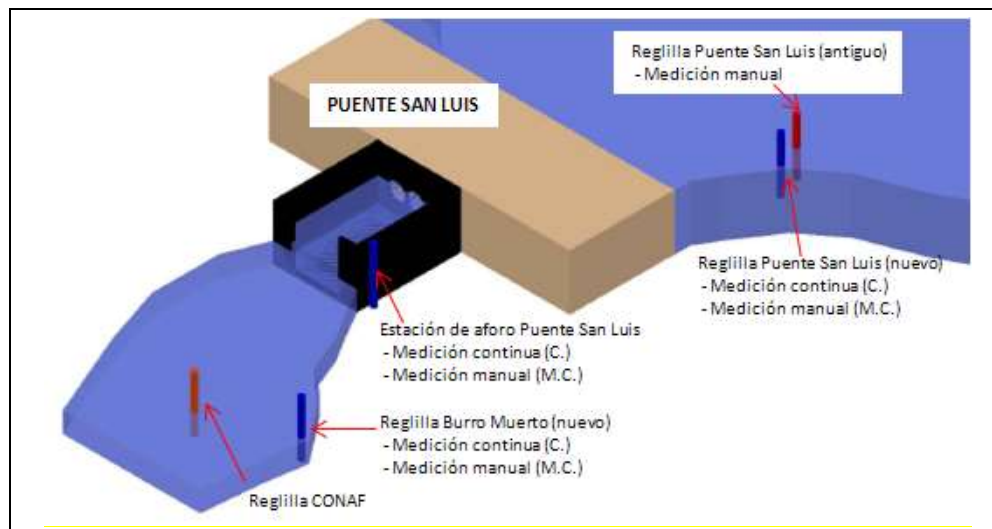 PUENTE SAN LUIS
Reglilla Puente San Luis (antiguo)
- Medición manual
Reglilla Puente San Luis (nuevo)
- Medición continua (C.)
- Medición manual (M.C.)
Estación de aforo Puente San Luis
- Medición continua (C.)
- Medición manual (M.C.)
Reglilla Burro Muerto (nuevo)
- Medición continua (C.)
- Medición manual (M.C.)
Reglilla CONAF